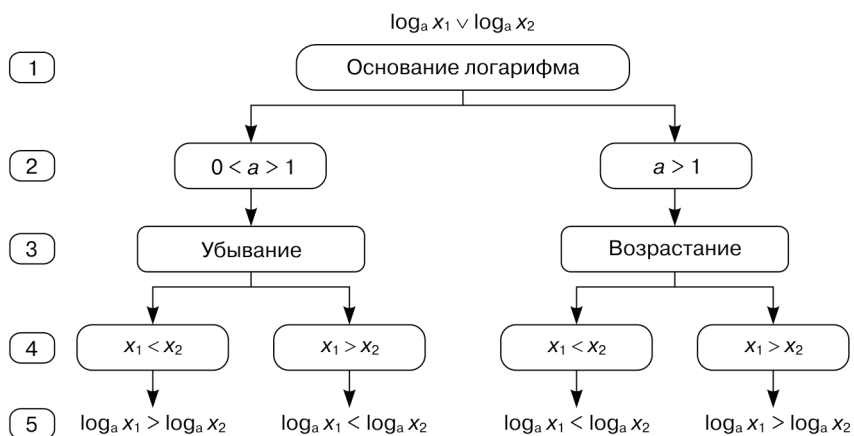 logₐ x₁ ∨ logₐ x₂
1
Основание логарифма
2
0 < a > 1
a > 1
3
Убывание
Возрастание
4
x₁ < x₂
x₁ > x₂
x₁ < x₂
x₁ > x₂
5
logₐ x₁ > logₐ x₂
logₐ x₁ < logₐ x₂
logₐ x₁ < logₐ x₂
logₐ x₁ > logₐ x₂